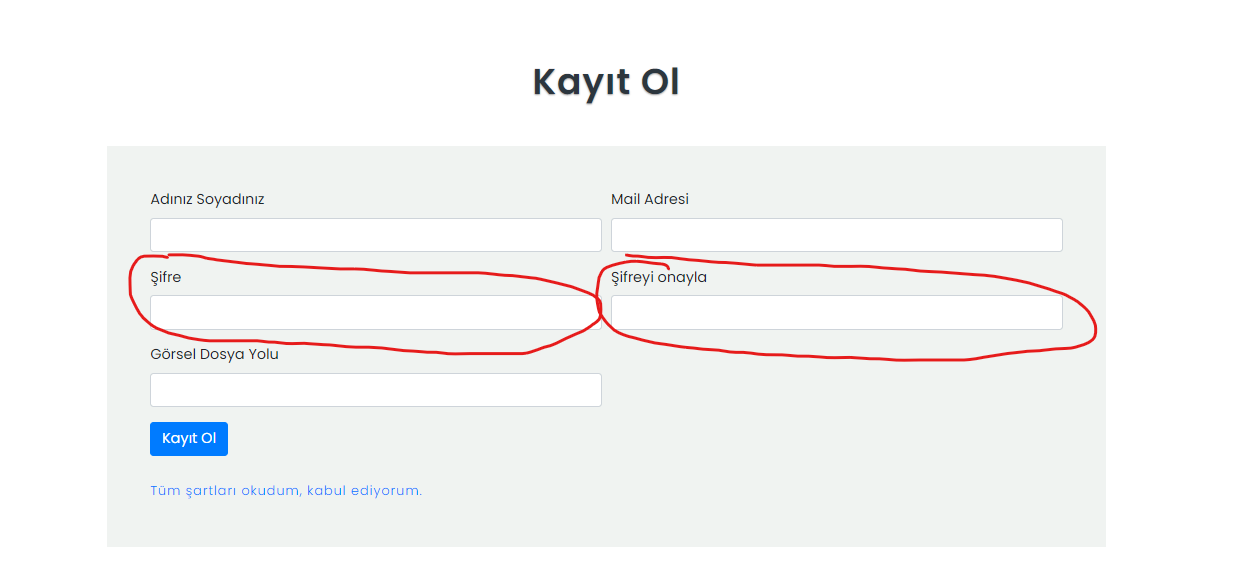 Kayıt Ol
Adınız Soyadınız
Mail Adresi
Şifre
Şifreyi onayla
Görsel Dosya Yolu
Kayıt Ol
Tüm şartları okudum, kabul ediyorum.